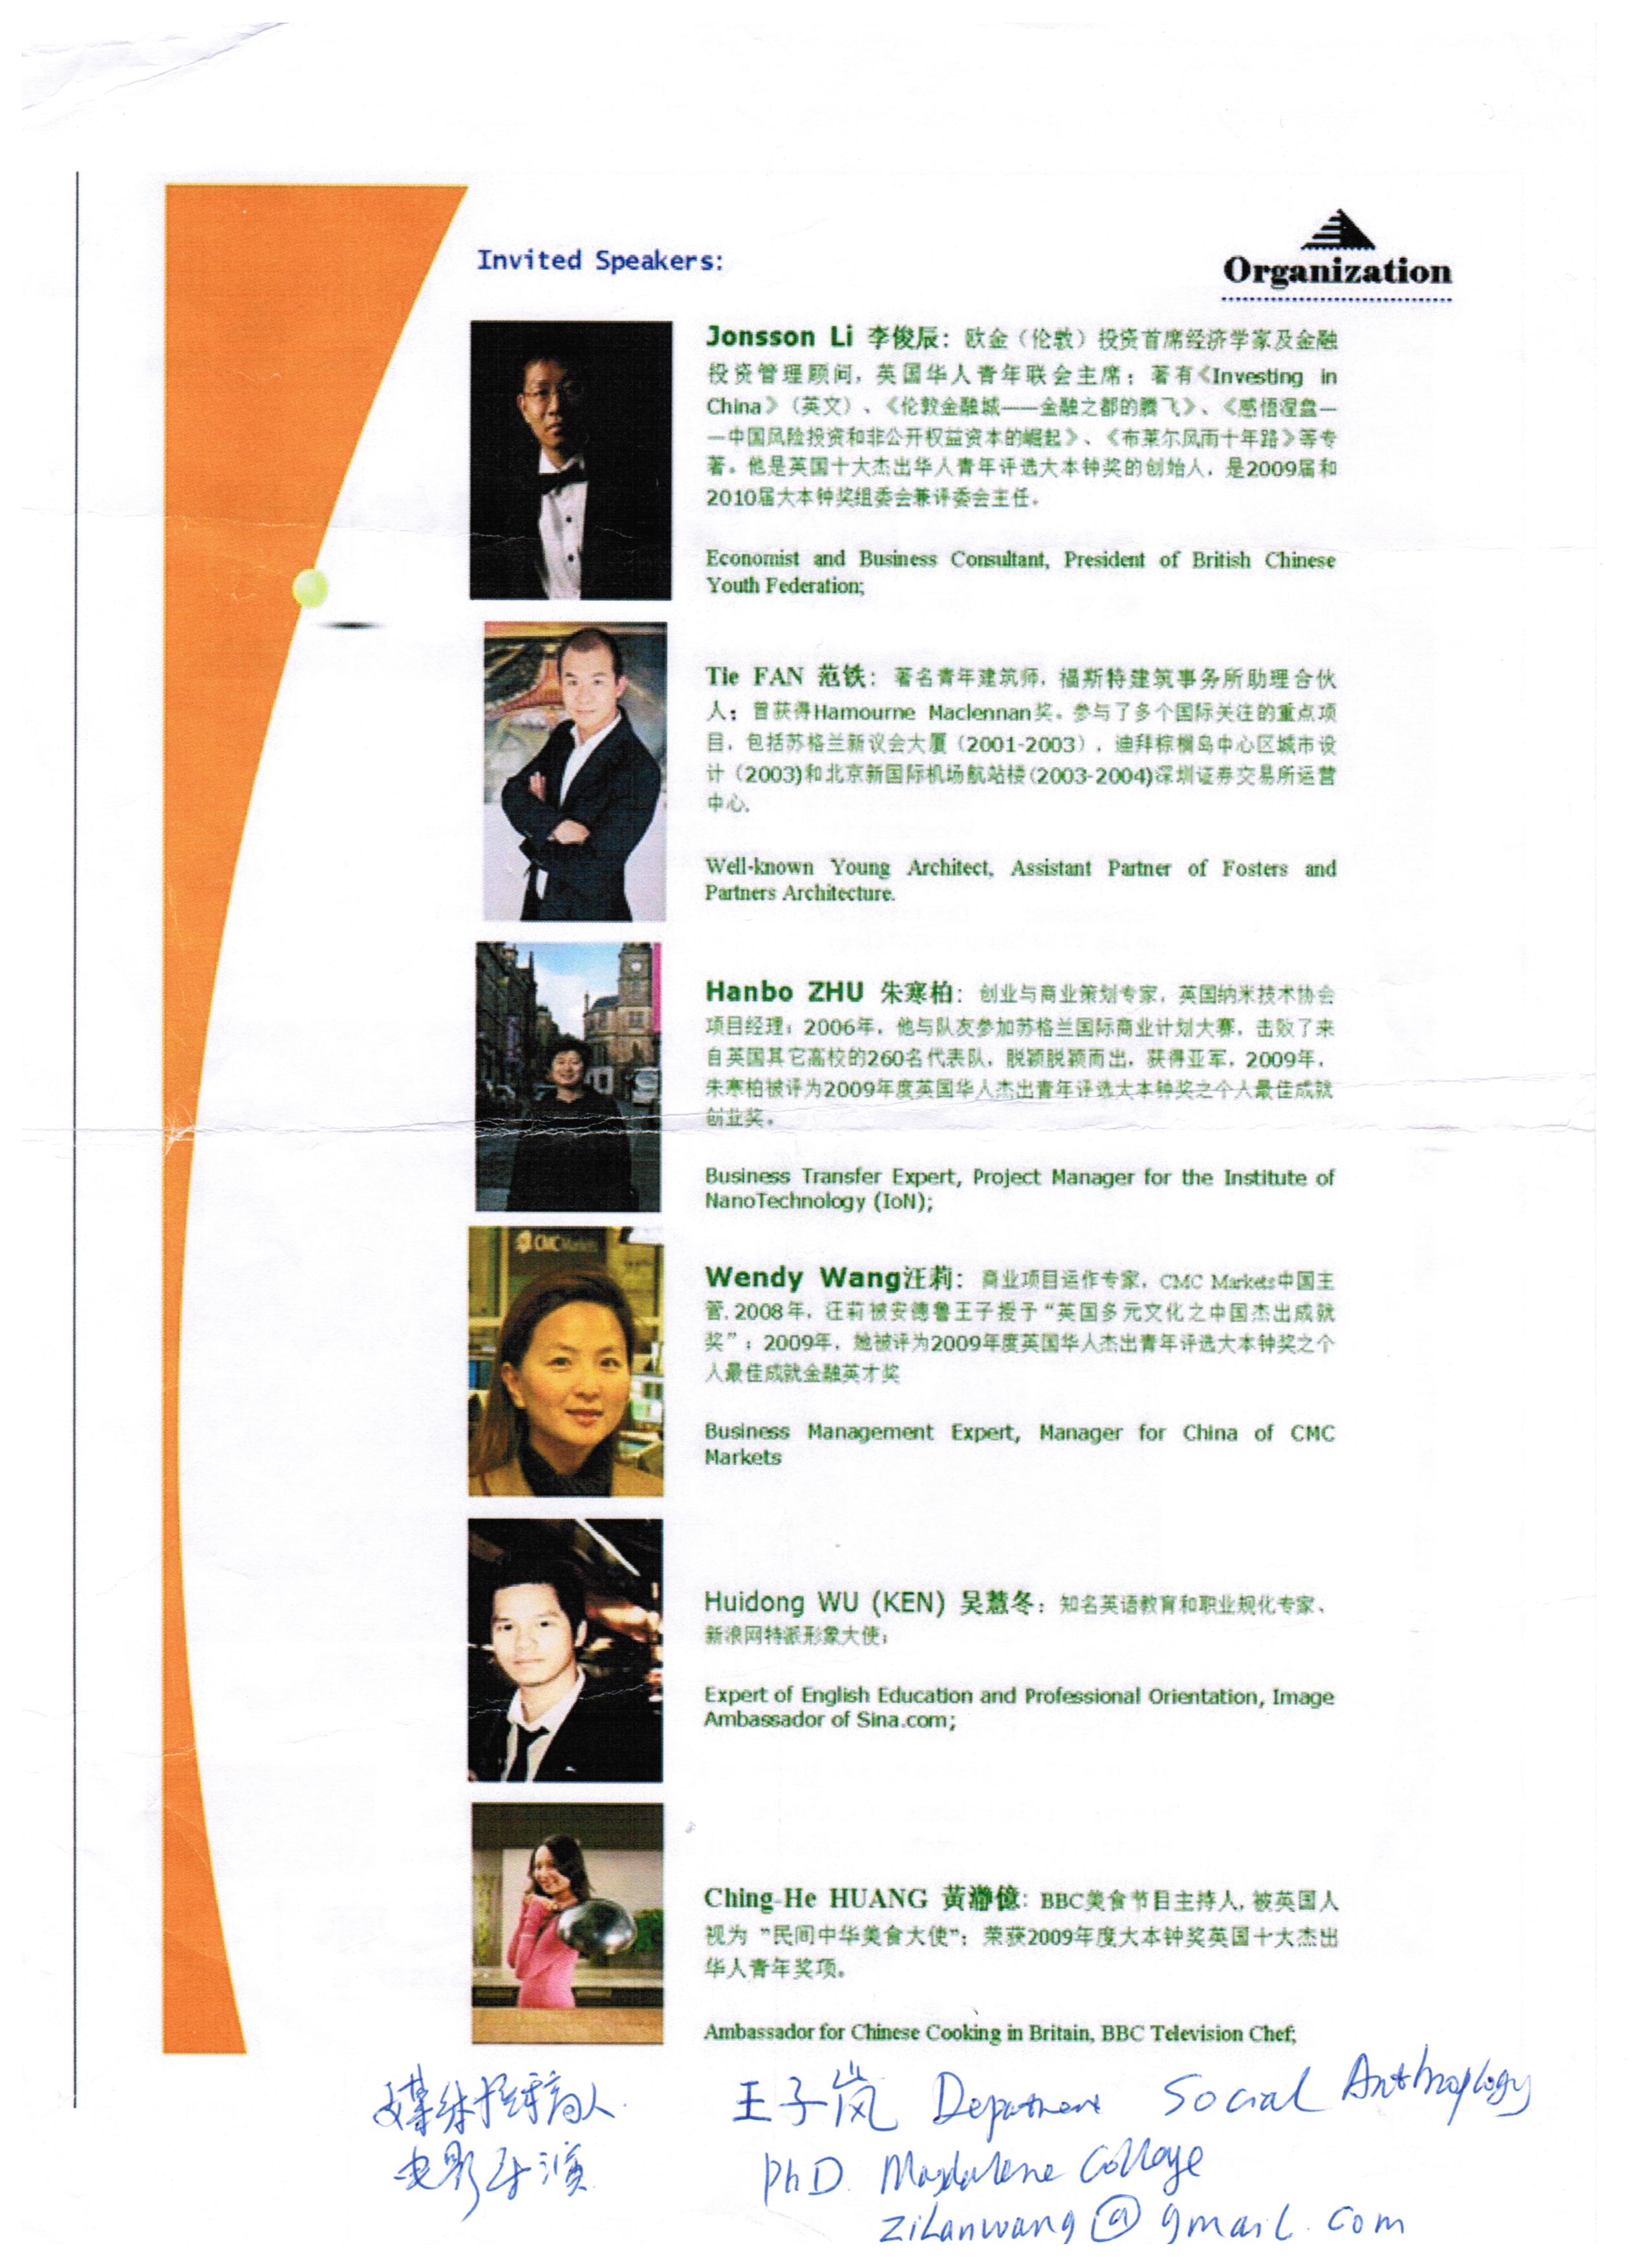 Invited Speakers:
Organization
Jonsson Li 李俊辰：欧金（伦敦）投资首席经济学家及金融
投资管理顾问，英国华人青年联会主席；著有《Investing in
China》（英文）、《伦敦金融城——金融之都的腾飞》、《感悟涅盘—
—中国风险投资和非公开权益资本的崛起》、《布莱尔风雨十年路》等专
著。他是英国十大杰出华人青年评选大本钟奖的创始人，是2009届和
2010届大本钟奖组委会兼评委会主任。
Economist and Business Consultant, President of British Chinese
Youth Federation;
Tie FAN 范铁：著名青年建筑师，福斯特建筑事务所助理合伙
人；曾获得Hamourne Maclennan奖。参与了多个国际关注的重点项
目，包括苏格兰新议会大厦（2001-2003），迪拜棕榈岛中心区城市设
计（2003)和北京新国际机场航站楼(2003-2004)深圳证券交易所运营
中心.
Well-known Young Architect, Assistant Partner of Fosters and
Partners Architecture.
Hanbo ZHU 朱寒柏：创业与商业策划专家，英国纳米技术协会
项目经理；2006年，他与队友参加苏格兰国际商业计划大赛，击败了来
自英国其它高校的260名代表队，脱颖脱颖而出，获得亚军，2009年，
朱寒柏被评为2009年度英国华人杰出青年评选大本钟奖之个人最佳成就
创业奖。
Business Transfer Expert, Project Manager for the Institute of
NanoTechnology (IoN);
CMC Markets
Wendy Wang汪莉：商业项目运作专家，CMC Markets中国主
管.2008年，汪莉被安德鲁王子授予“英国多元文化之中国杰出成就
奖”；2009年，她被评为2009年度英国华人杰出青年评选大本钟奖之个
人最佳成就金融英才奖
Business Management Expert, Manager for China of CMC
Markets
Huidong WU (KEN) 吴慧冬：知名英语教育和职业规化专家、
新浪网特派形象大使；
Expert of English Education and Professional Orientation, Image
Ambassador of Sina.com;
Ching-He HUANG 黃瀞億：BBC美食节目主持人, 被英国人
视为 "民间中华美食大使"；荣获2009年度大本钟奖英国十大杰出
华人青年奖项。
Ambassador for Chinese Cooking in Britain, BBC Television Chef;
王子岚 Department Social Anthroplogy
电影导演
PhD. Magdalene College
zilanwang@gmail.com